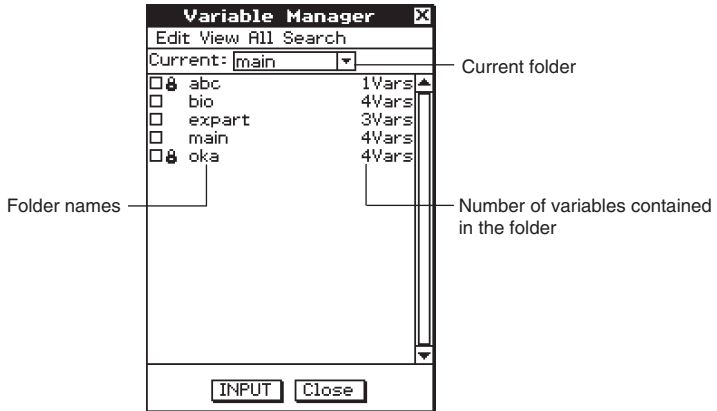 Variable Manager X
Edit View All Search
Current: main
Current folder
abc 1Vars
bio 4Vars
expart 3Vars
main 4Vars
oka 4Vars
Folder names
Number of variables contained
in the folder
INPUT Close